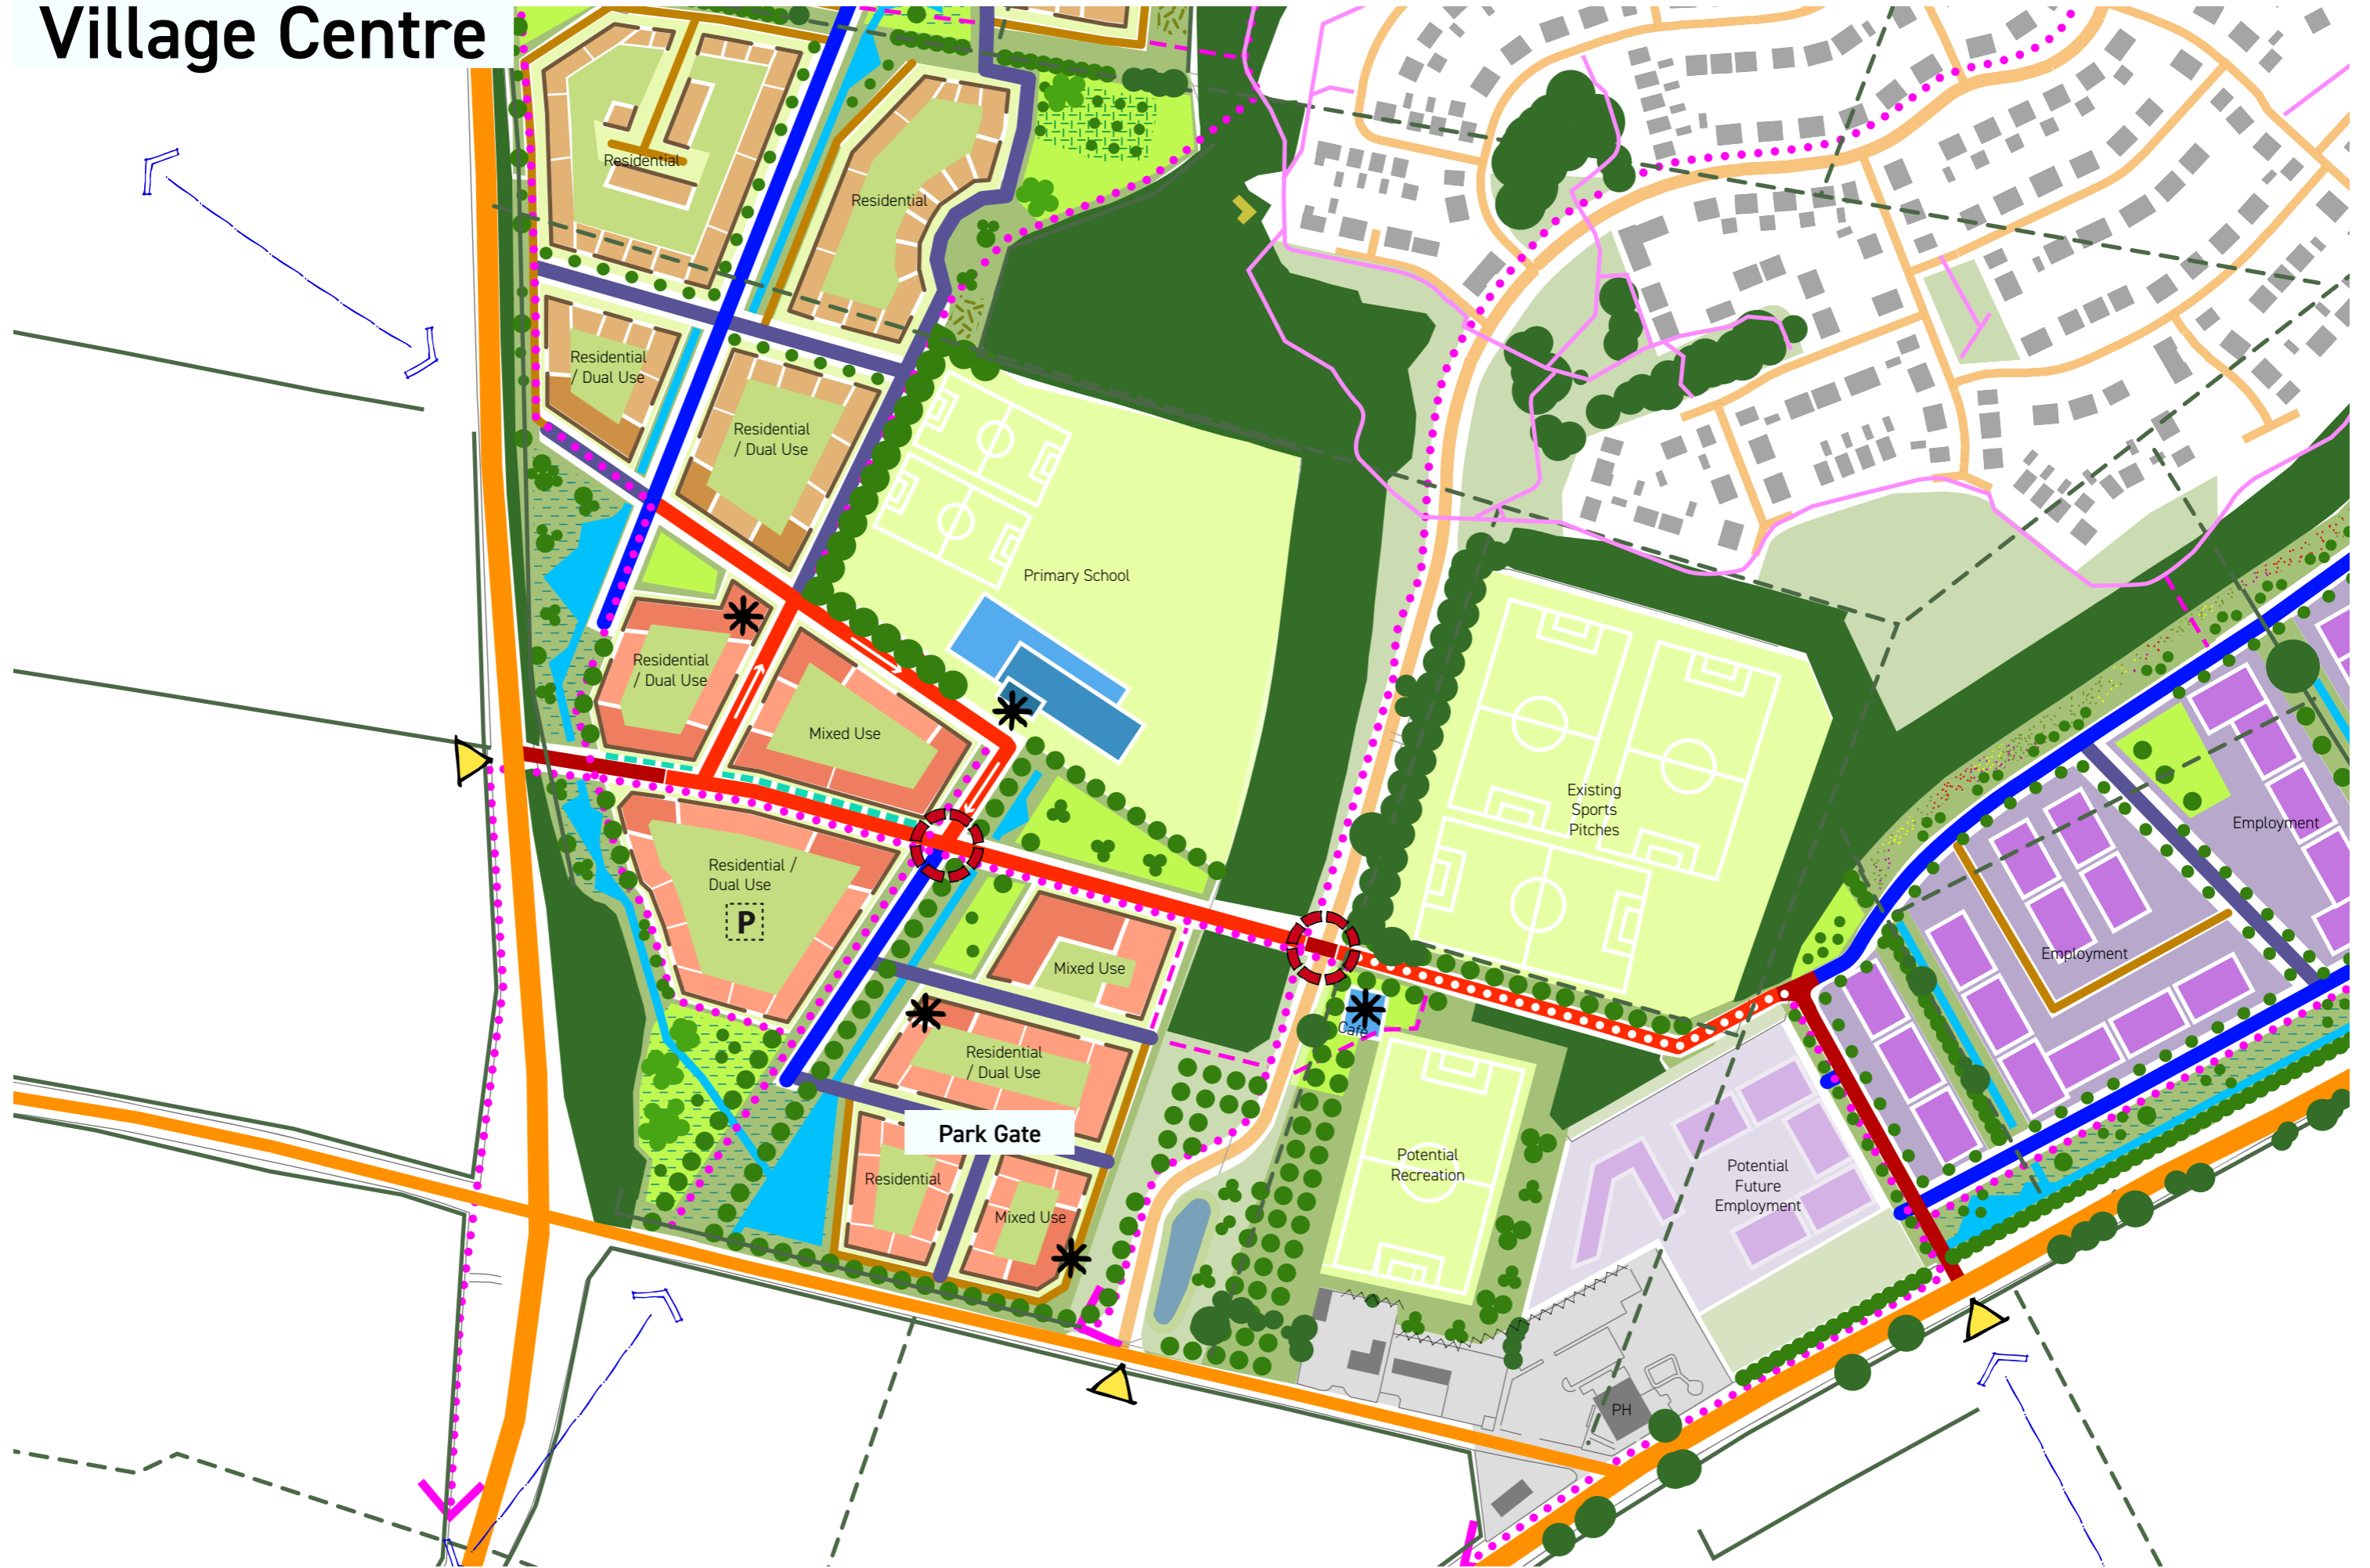 Village Centre
Residential
Residential
Residential
/ Dual Use
Residential
/ Dual Use
Primary School
Residential
/ Dual Use
Mixed Use
Existing
Sports
Pitches
Employment
Residential /
Dual Use
P
Mixed Use
Employment
Café
Residential
/ Dual Use
Park Gate
Potential
Recreation
Residential
Mixed Use
Potential
Future
Employment
PH